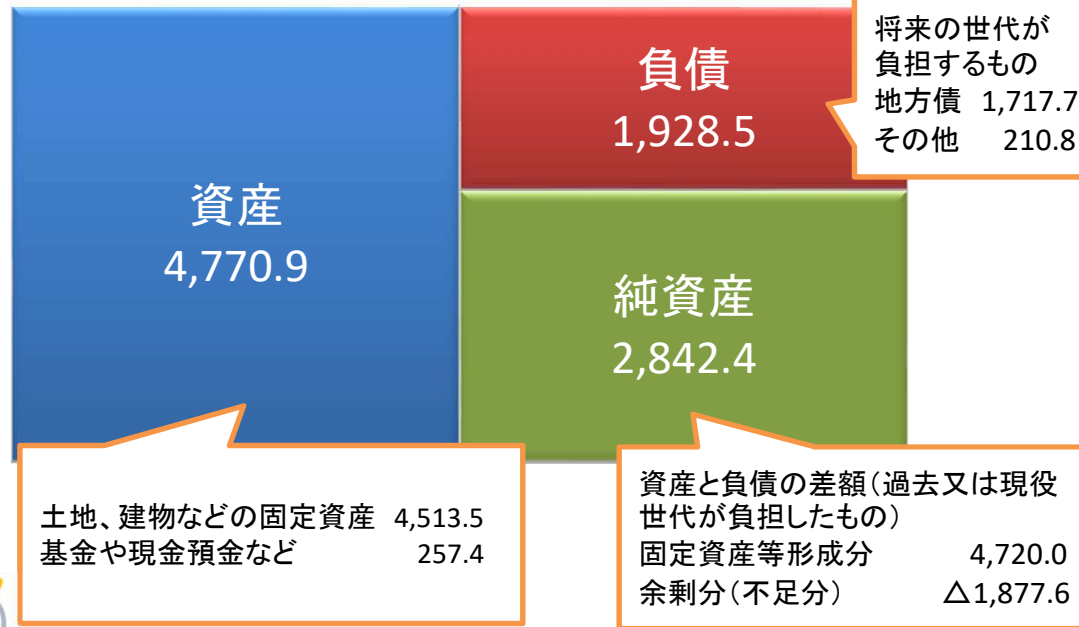 資産
4,770.9
負債
1,928.5
将来の世代が
負担するもの
地方債 1,717.7
その他 210.8
純資産
2,842.4
土地、建物などの固定資産 4,513.5
基金や現金預金など 257.4
資産と負債の差額(過去又は現役
世代が負担したもの)
固定資産等形成分 4,720.0
余剰分(不足分) △1,877.6